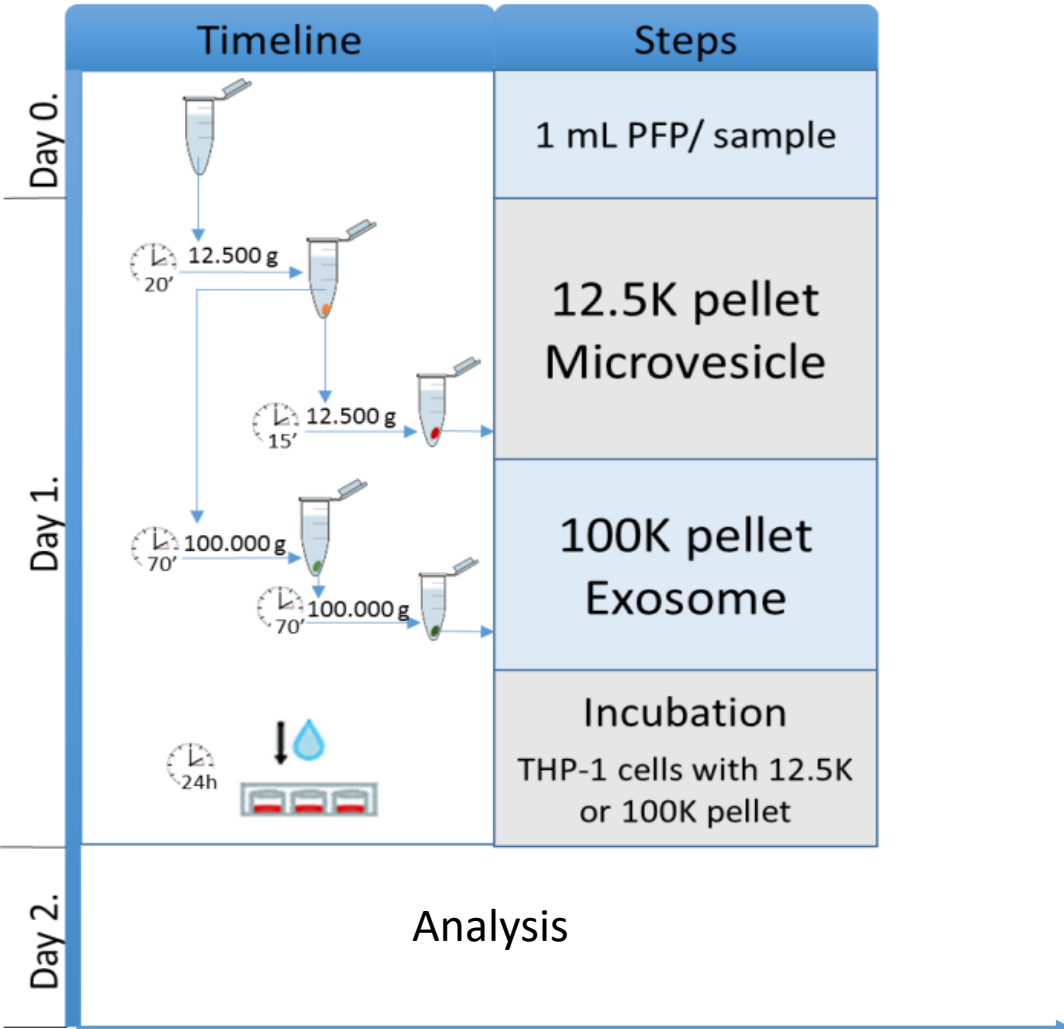 Timeline
Steps
Day 0.
1 mL PFP/ sample
Day 1.
12.500 g
20’
12.5K pellet
Microvesicle
12.500 g
15’
100.000 g
70’
100K pellet
Exosome
100.000 g
70’
24h
Incubation
THP-1 cells with 12.5K
or 100K pellet
Day 2.
Analysis